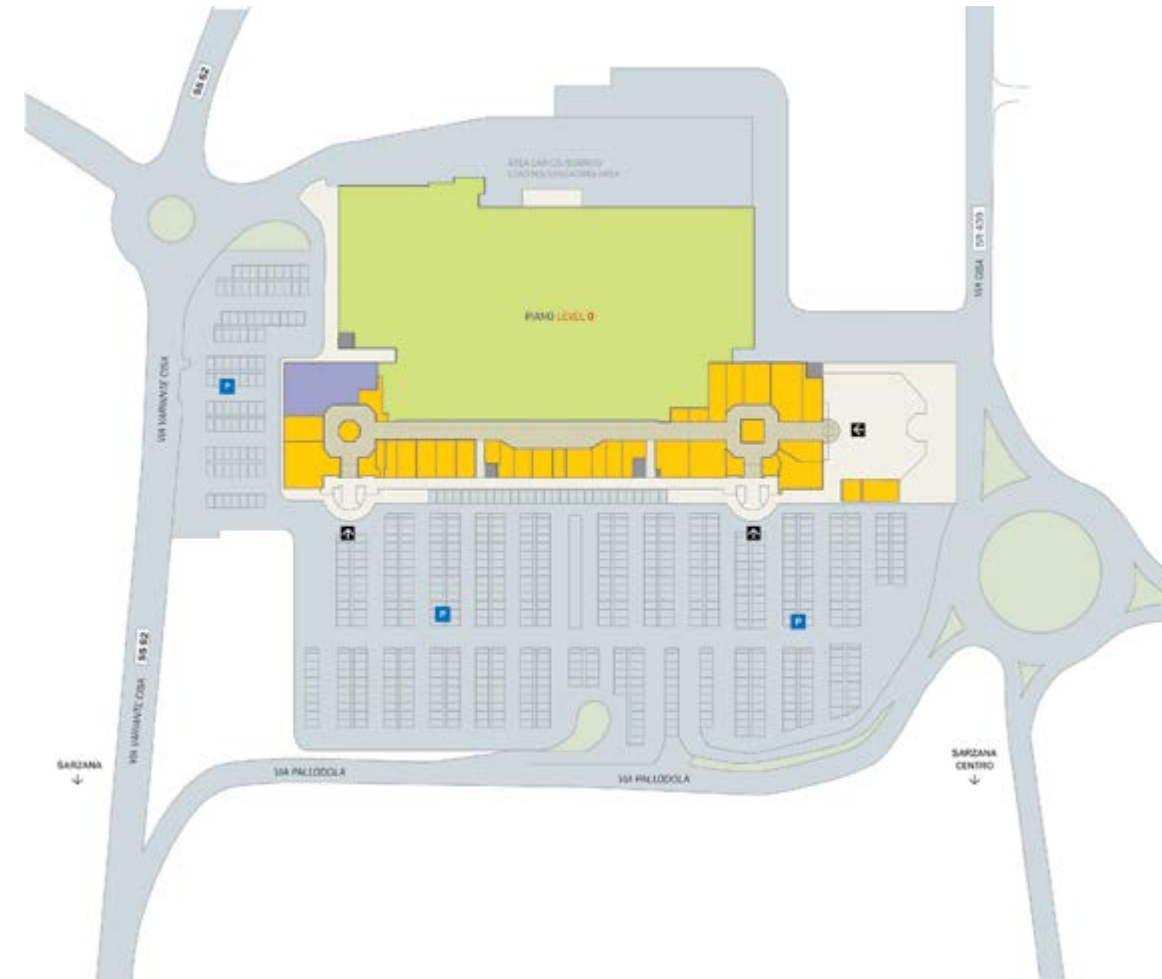 SS 62
AREA CARICO/SCARICO
LOADING/UNLOADING AREA
VIA CISA SR 439
PIANO LEVEL 0
VIA VARIANTE CISA
P
P
P
VIA VARIANTE CISA SS 62
SARZANA
VIA PALLODOLA
VIA PALLODOLA
SARZANA
CENTRO